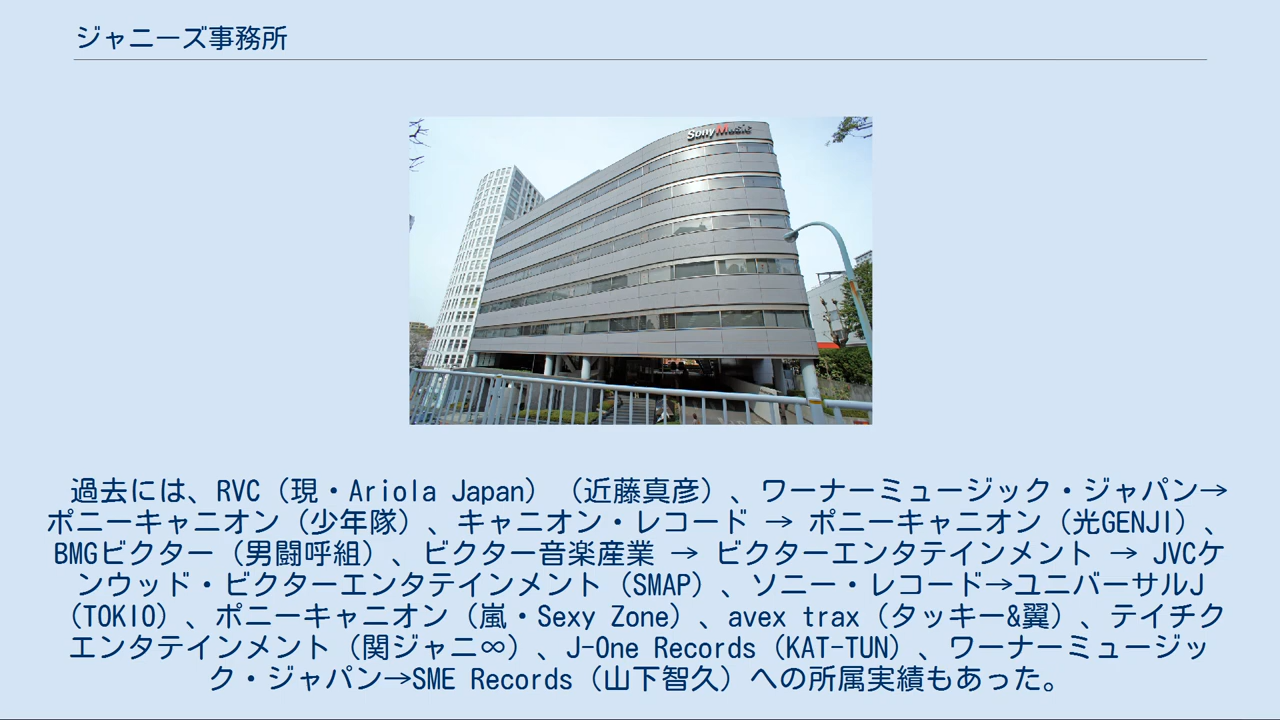 ジャニーズ事務所
Sony Music
過去には、RVC（現・Ariola Japan）（近藤真彦）、ワーナーミュージック・ジャパン→
ポニーキャニオン（少年隊）、キャニオン・レコード → ポニーキャニオン（光GENJI）、
BMGビクター（男闘呼組）、ビクター音楽産業 → ビクターエンタテインメント → JVCケ
ンウッド・ビクターエンタテインメント（SMAP）、ソニー・レコード→ユニバーサルJ
（TOKIO）、ポニーキャニオン（嵐・Sexy Zone）、avex trax（タッキー&翼）、テイチク
エンタテインメント（関ジャニ∞）、J-One Records（KAT-TUN）、ワーナーミュージッ
ク・ジャパン→SME Records（山下智久）への所属実績もあった。